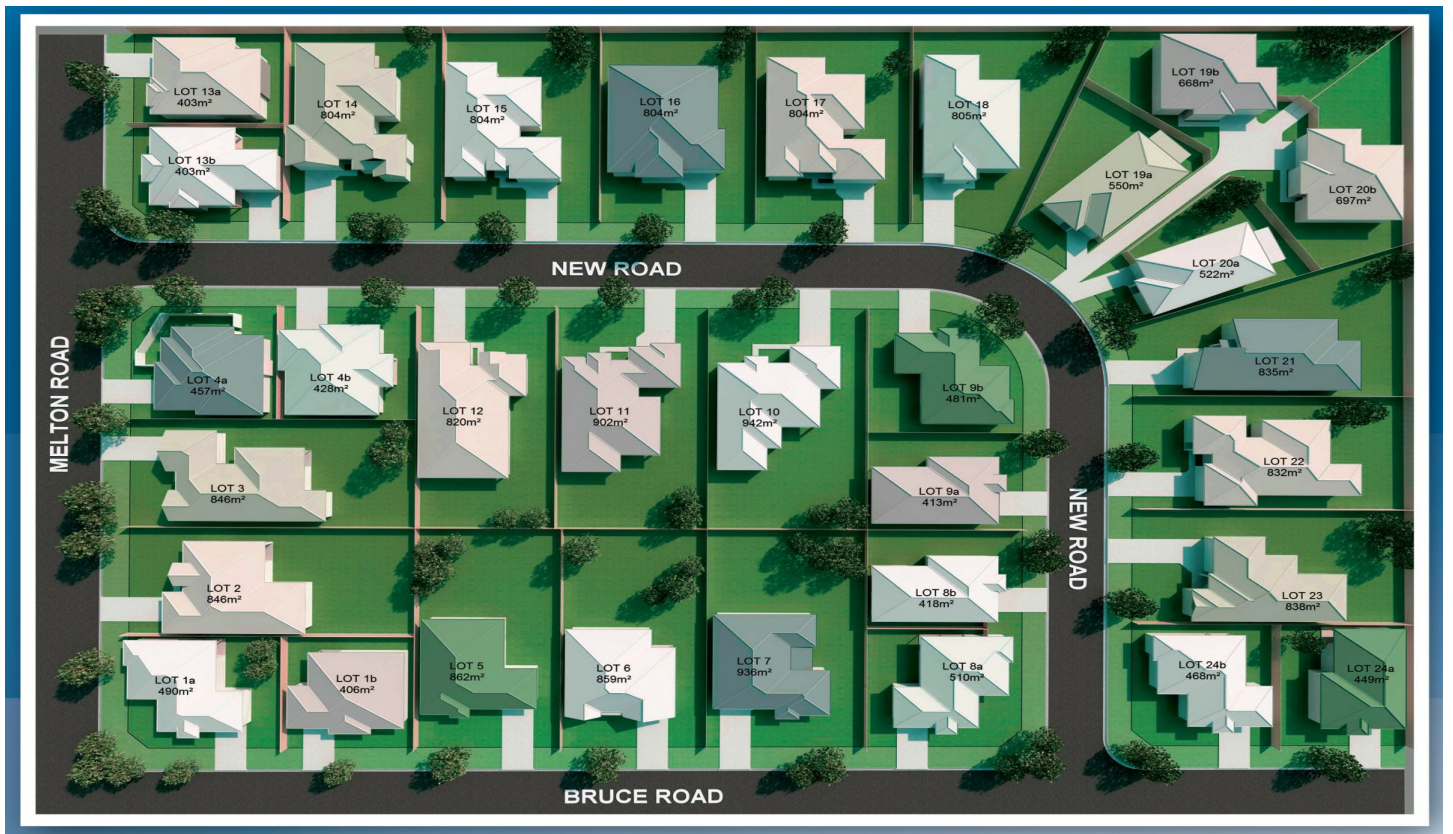 LOT 13a
403m²
LOT 14
804m²
LOT 15
804m²
LOT 16
804m²
LOT 17
804m²
LOT 18
805m²
LOT 19b
668m²
LOT 13b
403m²
LOT 19a
550m²
LOT 20b
697m²
LOT 20a
522m²
NEW ROAD
MELTON ROAD
LOT 4a
457m²
LOT 4b
428m²
LOT 12
820m²
LOT 11
902m²
LOT 10
942m²
LOT 9b
481m²
LOT 21
835m²
LOT 3
846m²
LOT 9a
413m²
LOT 22
832m²
NEW ROAD
LOT 2
846m²
LOT 8b
418m²
LOT 23
838m²
LOT 1a
490m²
LOT 1b
406m²
LOT 5
862m²
LOT 6
859m²
LOT 7
936m²
LOT 8a
510m²
LOT 24b
468m²
LOT 24a
449m²
BRUCE ROAD